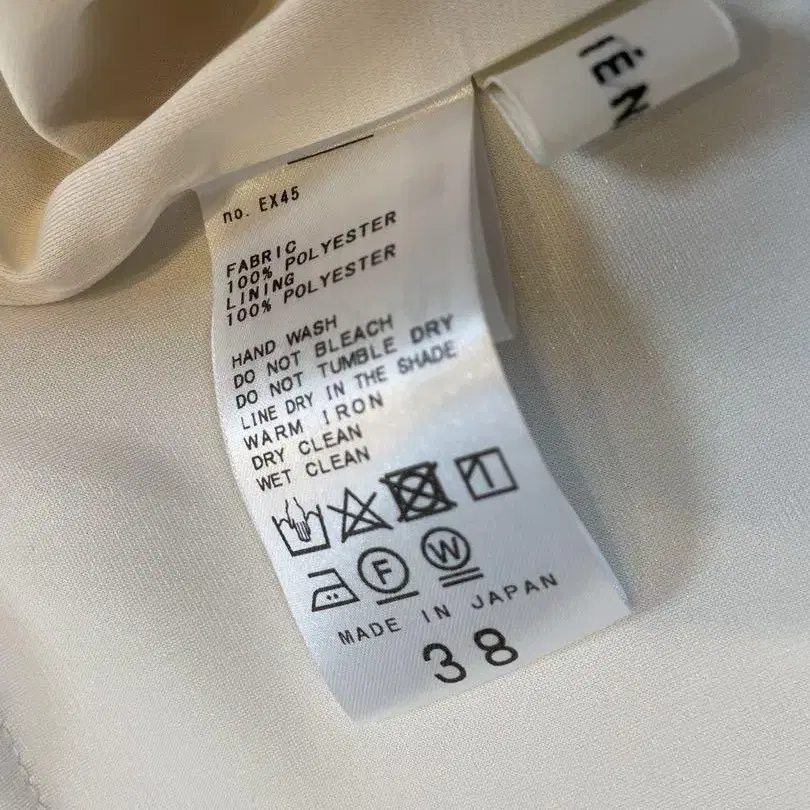 IÉN
no. EX45
FABRIC
100% POLYESTER
LINING
100% POLYESTER
HAND WASH
DO NOT BLEACH
DO NOT TUMBLE DRY
LINE DRY IN THE SHADE
WARM IRON
DRY CLEAN
WET CLEAN
F W
MADE IN JAPAN
38